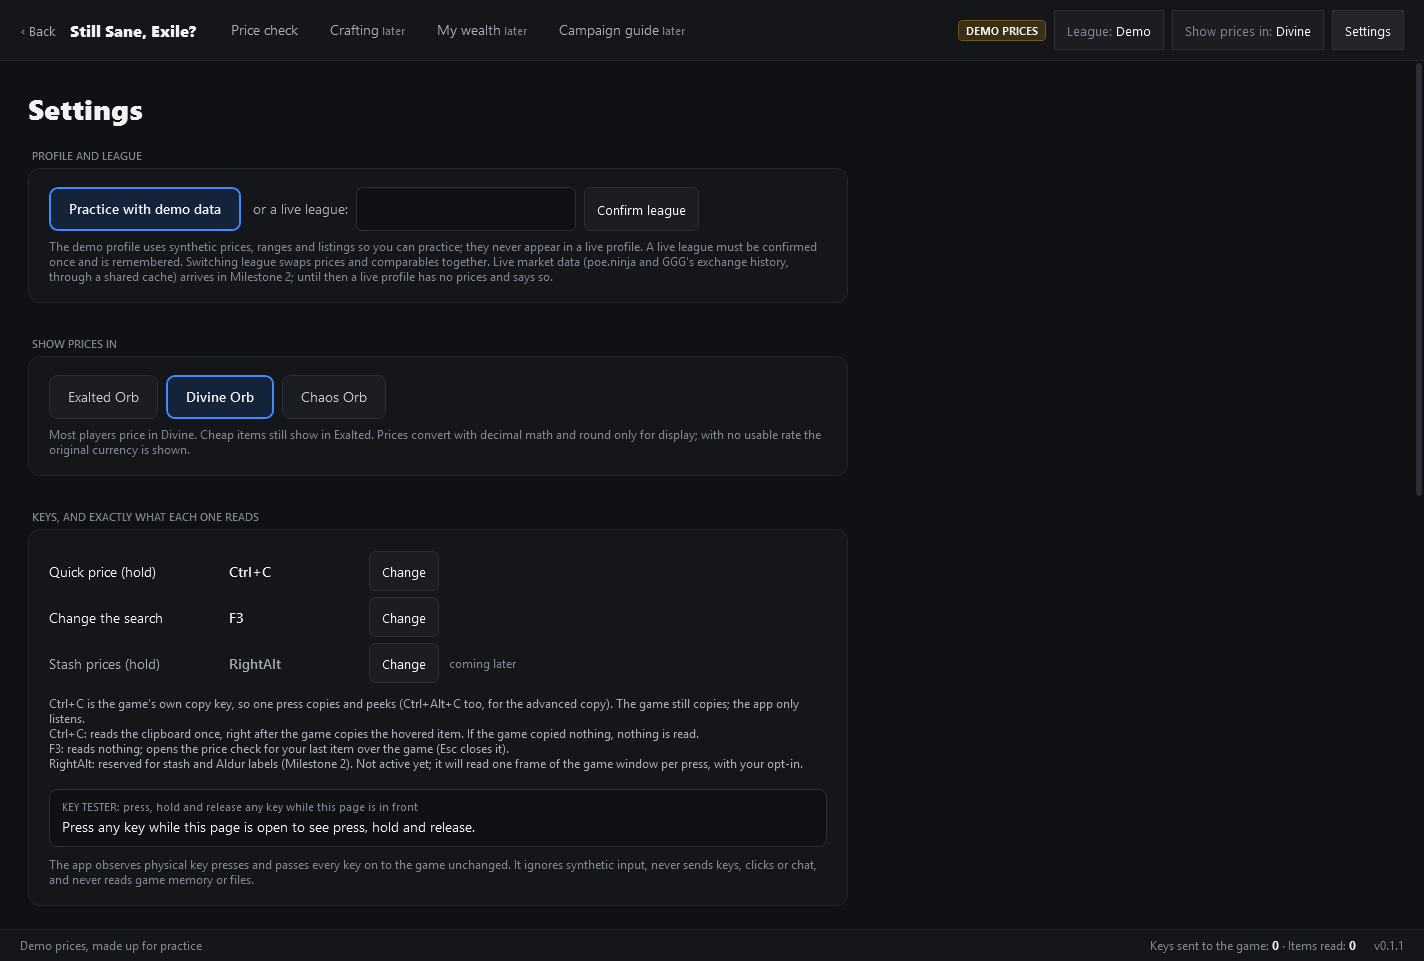 ‹ Back Still Sane, Exile? Price check Crafting later My wealth later Campaign guide later DEMO PRICES League: Demo Show prices in: Divine Settings
Settings
PROFILE AND LEAGUE
Practice with demo data or a live league: Confirm league
The demo profile uses synthetic prices, ranges and listings so you can practice; they never appear in a live profile. A live league must be confirmed
once and is remembered. Switching league swaps prices and comparables together. Live market data (poe.ninja and GGG's exchange history,
through a shared cache) arrives in Milestone 2; until then a live profile has no prices and says so.
SHOW PRICES IN
Exalted Orb Divine Orb Chaos Orb
Most players price in Divine. Cheap items still show in Exalted. Prices convert with decimal math and round only for display; with no usable rate the
original currency is shown.
KEYS, AND EXACTLY WHAT EACH ONE READS
Quick price (hold) Ctrl+C Change
Change the search F3 Change
Stash prices (hold) RightAlt Change coming later
Ctrl+C is the game's own copy key, so one press copies and peeks (Ctrl+Alt+C too, for the advanced copy). The game still copies; the app only
listens.
Ctrl+C: reads the clipboard once, right after the game copies the hovered item. If the game copied nothing, nothing is read.
F3: reads nothing; opens the price check for your last item over the game (Esc closes it).
RightAlt: reserved for stash and Aldur labels (Milestone 2). Not active yet; it will read one frame of the game window per press, with your opt-in.
KEY TESTER: press, hold and release any key while this page is in front
Press any key while this page is open to see press, hold and release.
The app observes physical key presses and passes every key on to the game unchanged. It ignores synthetic input, never sends keys, clicks or chat,
and never reads game memory or files.
Demo prices, made up for practice Keys sent to the game: 0 · Items read: 0 v0.1.1